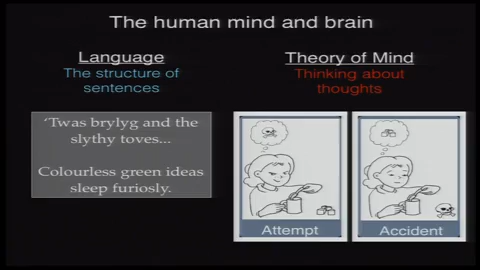 The human mind and brain
Language
The structure of
sentences
'Twas brylyg and the
slythy toves...
Colourless green ideas
sleep furiosly.
Theory of Mind
Thinking about
thoughts
Attempt
Accident